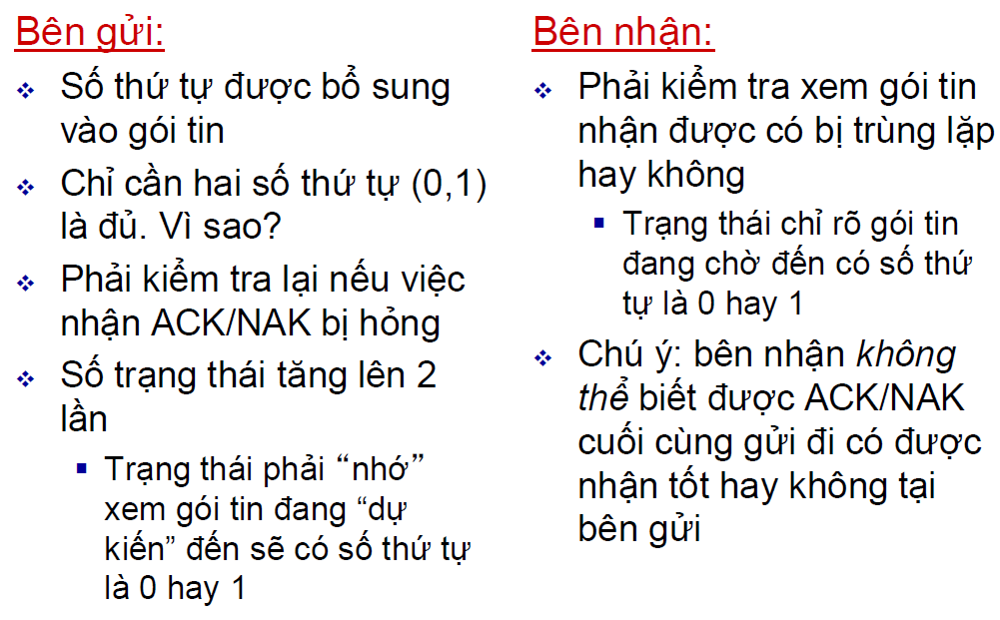 Bên gửi:
Số thứ tự được bổ sung
vào gói tin
Chỉ cần hai số thứ tự (0,1)
là đủ. Vì sao?
Phải kiểm tra lại nếu việc
nhận ACK/NAK bị hỏng
Số trạng thái tăng lên 2
lần
Trạng thái phải “nhớ”
xem gói tin đang “dự
kiến” đến sẽ có số thứ tự
là 0 hay 1
Bên nhận:
Phải kiểm tra xem gói tin
nhận được có bị trùng lặp
hay không
Trạng thái chỉ rõ gói tin
đang chờ đến có số thứ
tự là 0 hay 1
Chú ý: bên nhận không
thể biết được ACK/NAK
cuối cùng gửi đi có được
nhận tốt hay không tại
bên gửi